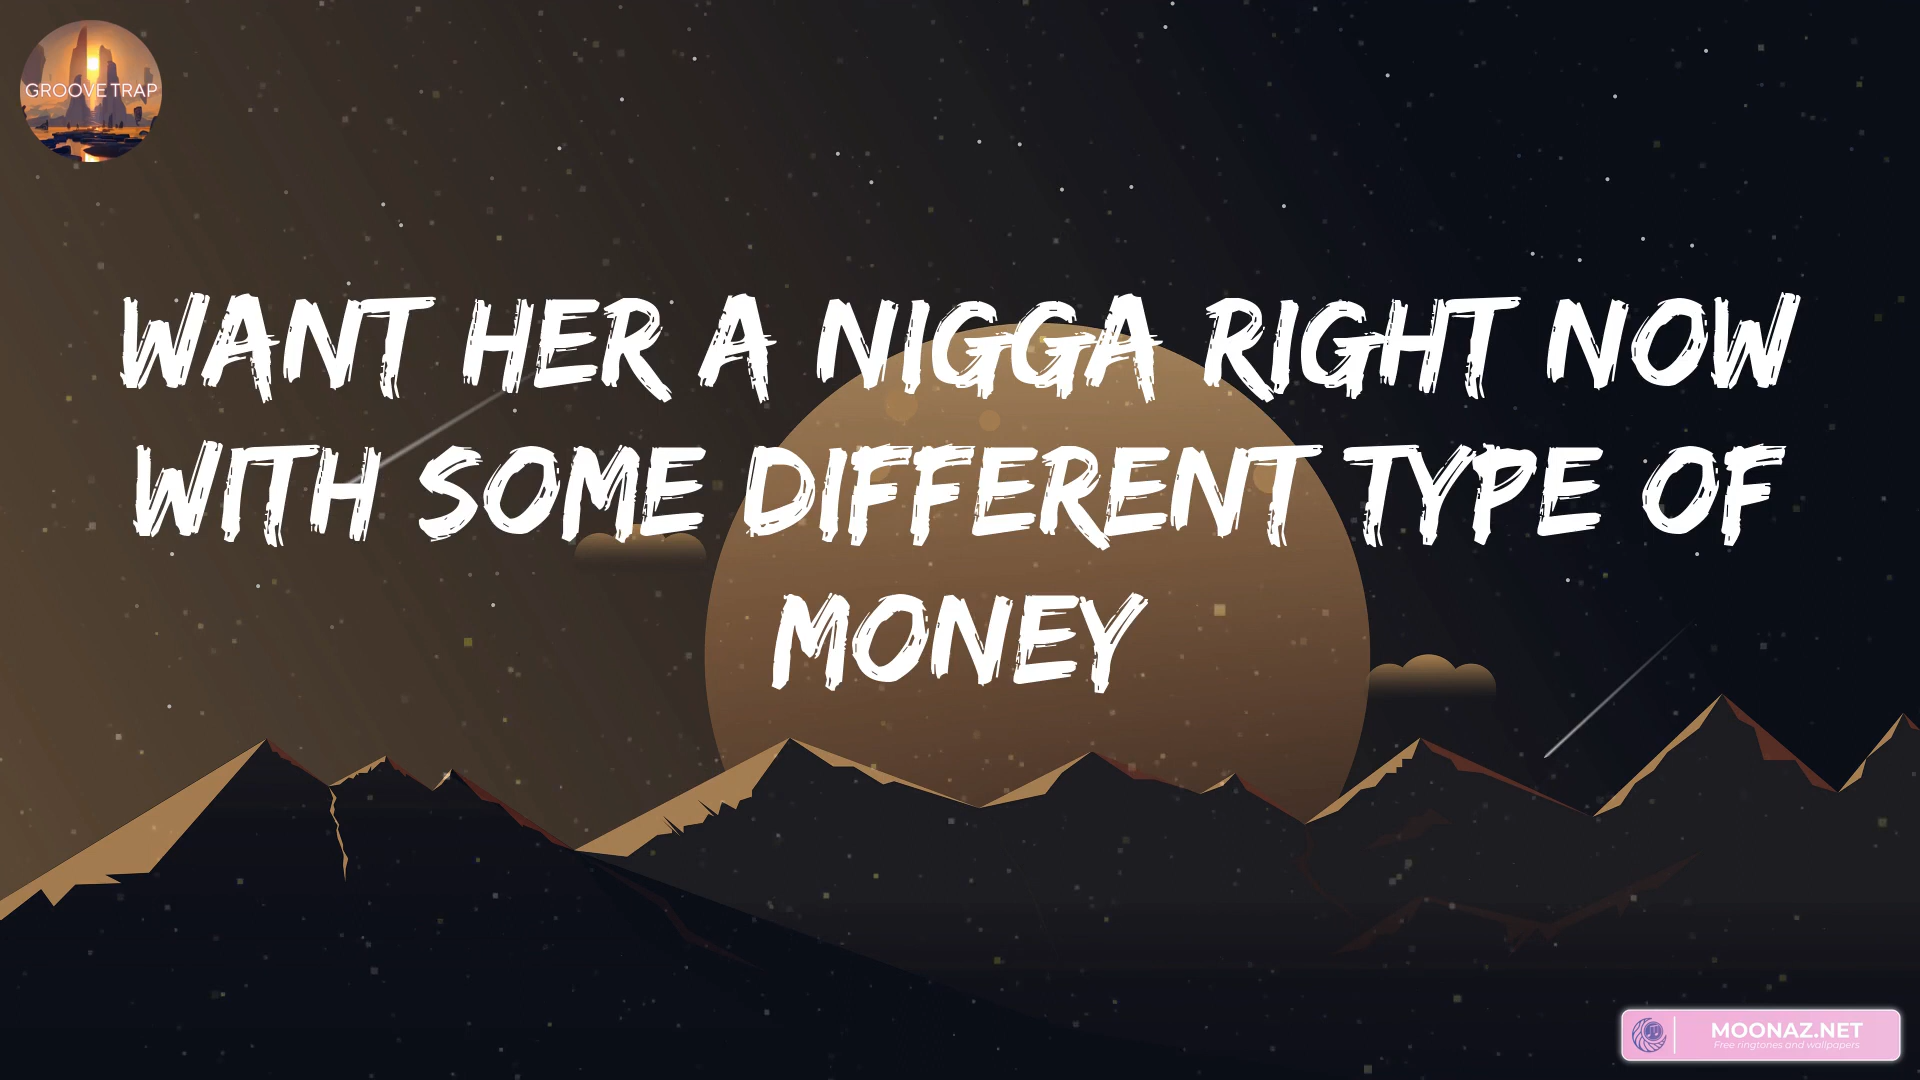 GROOVE TRAP
WANT HER A NIGGA RIGHT NOW
WITH SOME DIFFERENT TYPE OF
MONEY
MOONAZ.NET
Free ringtones and wallpapers